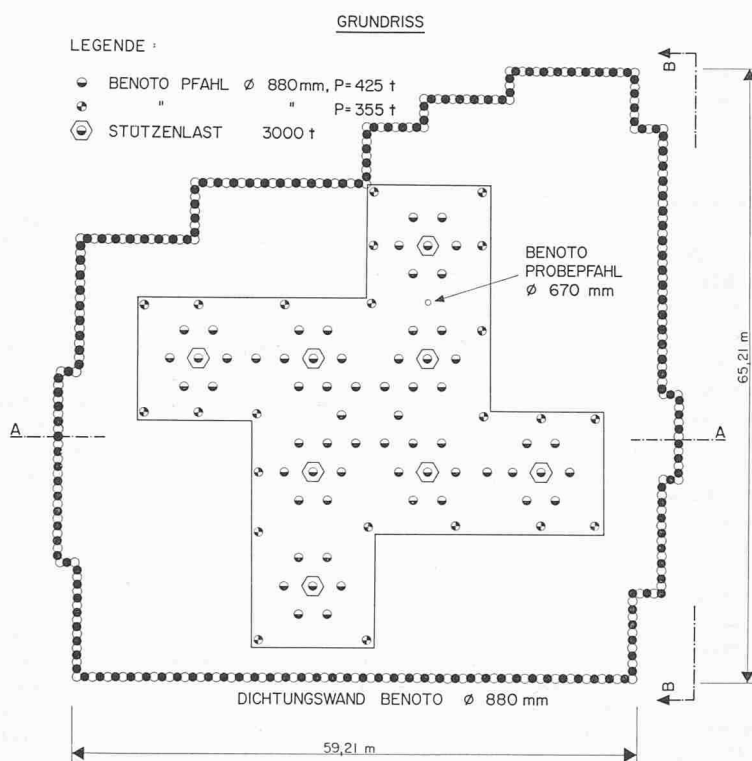 GRUNDRISS
LEGENDE :
BENOTO PFAHL Ø 880mm, P= 425 t
" " P= 355 t
STÜTZENLAST 3000 t
B
BENOTO
PROBEPFAHL
Ø 670 mm
65,21 m
A
A
B
DICHTUNGSWAND BENOTO Ø 880 mm
59,21 m